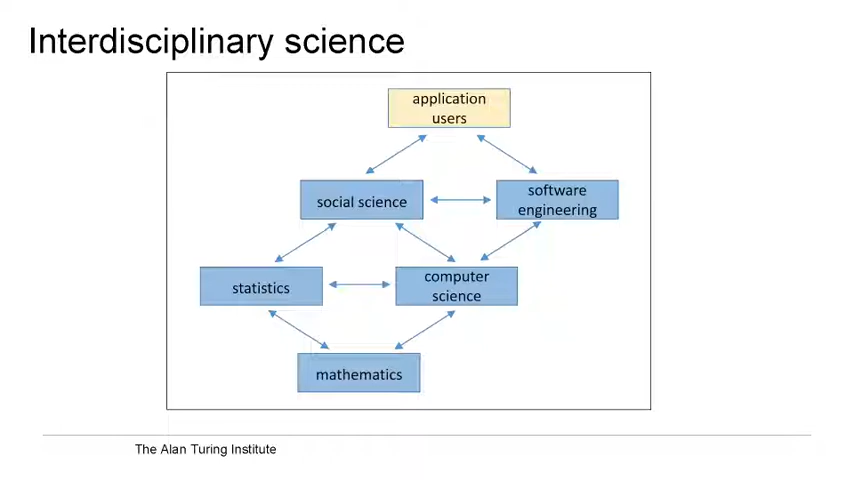 Interdisciplinary science
application
users
social science
software
engineering
statistics
computer
science
mathematics
The Alan Turing Institute